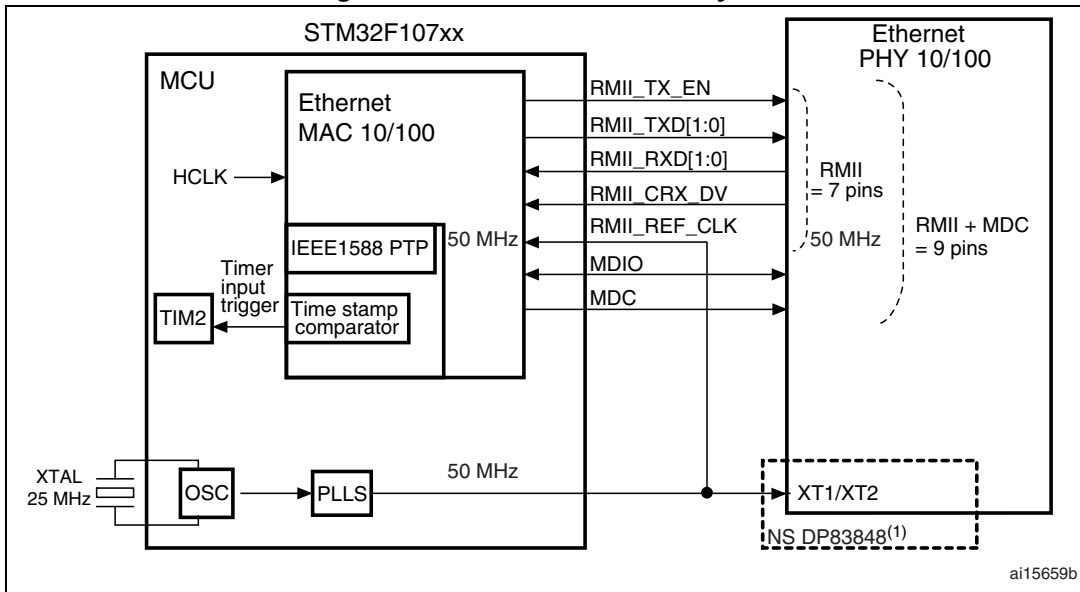 STM32F107xx
MCU
Ethernet
MAC 10/100
HCLK
IEEE1588 PTP
50 MHz
Timer
input
trigger
TIM2
Time stamp
comparator
XTAL
25 MHz
OSC
PLLS
50 MHz
RMII_TX_EN
RMII_TXD[1:0]
RMII_RXD[1:0]
RMII_CRX_DV
RMII_REF_CLK
MDIO
MDC
Ethernet
PHY 10/100
RMII
= 7 pins
50 MHz
RMII + MDC
= 9 pins
XT1/XT2
NS DP83848(1)
ai15659b